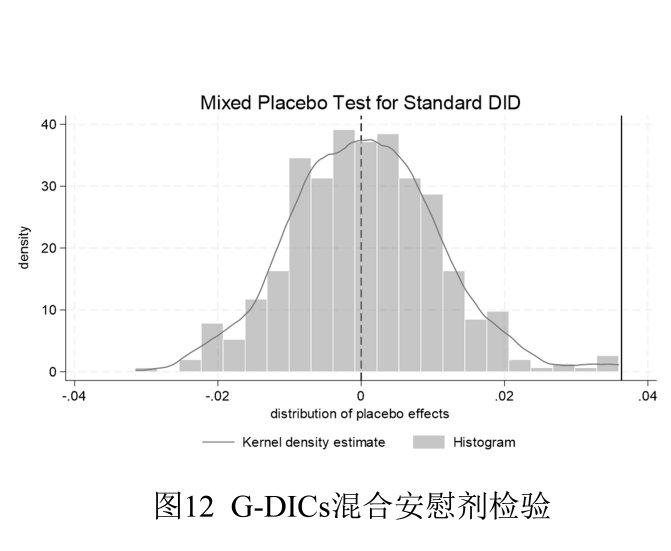 Mixed Placebo Test for Standard DID
40
30
20
10
0
density
-.04 -.02 0 .02 .04
distribution of placebo effects
Kernel density estimate Histogram
图12 G-DICs混合安慰剂检验